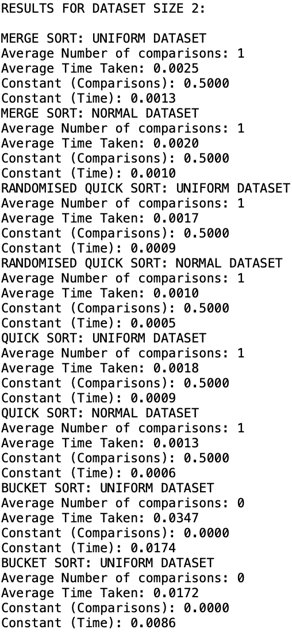 RESULTS FOR DATASET SIZE 2:

MERGE SORT: UNIFORM DATASET
Average Number of comparisons: 1
Average Time Taken: 0.0025
Constant (Comparisons): 0.5000
Constant (Time): 0.0013
MERGE SORT: NORMAL DATASET
Average Number of comparisons: 1
Average Time Taken: 0.0020
Constant (Comparisons): 0.5000
Constant (Time): 0.0010
RANDOMISED QUICK SORT: UNIFORM DATASET
Average Number of comparisons: 1
Average Time Taken: 0.0017
Constant (Comparisons): 0.5000
Constant (Time): 0.0009
RANDOMISED QUICK SORT: NORMAL DATASET
Average Number of comparisons: 1
Average Time Taken: 0.0010
Constant (Comparisons): 0.5000
Constant (Time): 0.0005
QUICK SORT: UNIFORM DATASET
Average Number of comparisons: 1
Average Time Taken: 0.0018
Constant (Comparisons): 0.5000
Constant (Time): 0.0009
QUICK SORT: NORMAL DATASET
Average Number of comparisons: 1
Average Time Taken: 0.0013
Constant (Comparisons): 0.5000
Constant (Time): 0.0006
BUCKET SORT: UNIFORM DATASET
Average Number of comparisons: 0
Average Time Taken: 0.0347
Constant (Comparisons): 0.0000
Constant (Time): 0.0174
BUCKET SORT: UNIFORM DATASET
Average Number of comparisons: 0
Average Time Taken: 0.0172
Constant (Comparisons): 0.0000
Constant (Time): 0.0086